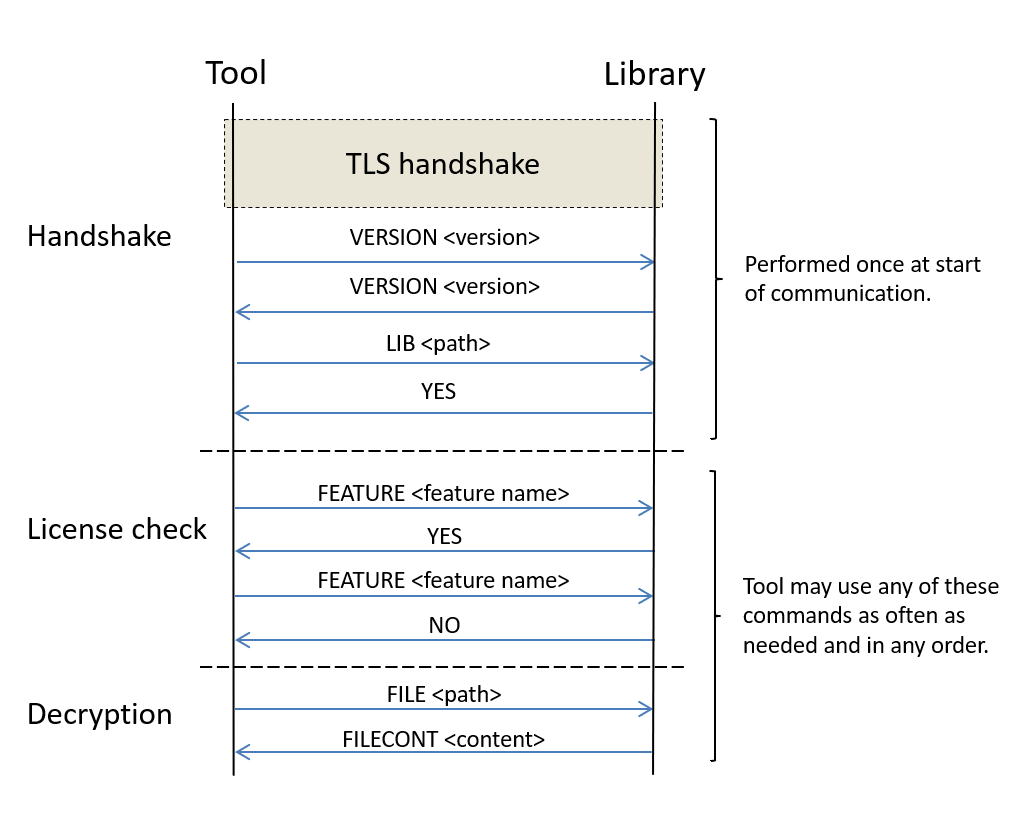 Tool
Library
TLS handshake
Handshake
VERSION <version>
VERSION <version>
LIB <path>
YES
Performed once at start
of communication.
License check
FEATURE <feature name>
YES
FEATURE <feature name>
NO
Tool may use any of these
commands as often as
needed and in any order.
Decryption
FILE <path>
FILECONT <content>